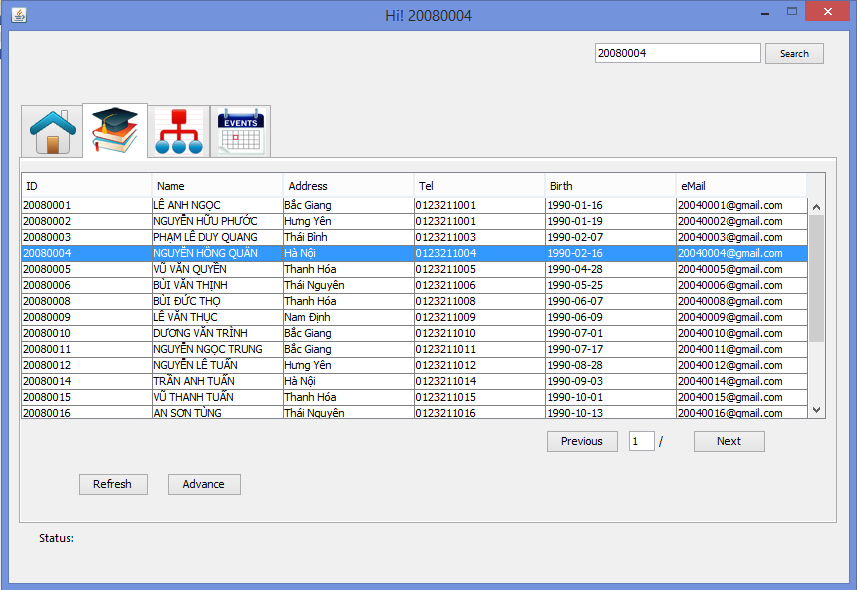 Hi! 20080004
20080004 Search
EVENTS
ID Name Address Tel Birth eMail
20080001 LÊ ANH NGỌC Bắc Giang 0123211001 1990-01-16 20040001@gmail.com
20080002 NGUYỄN HỮU PHƯỚC Hưng Yên 0123211002 1990-01-19 20040002@gmail.com
20080003 PHẠM LÊ DUY QUANG Thái Bình 0123211003 1990-02-07 20040003@gmail.com
20080004 NGUYỄN HỒNG QUÂN Hà Nội 0123211004 1990-02-16 20040004@gmail.com
20080005 VŨ VĂN QUYỀN Thanh Hóa 0123211005 1990-04-28 20040005@gmail.com
20080006 BÙI VĂN THỊNH Thái Nguyên 0123211006 1990-05-25 20040006@gmail.com
20080008 BÙI ĐỨC THỌ Thanh Hóa 0123211008 1990-06-07 20040008@gmail.com
20080009 LÊ VĂN THỤC Nam Định 0123211009 1990-06-09 20040009@gmail.com
20080010 DƯƠNG VĂN TRÌNH Bắc Giang 0123211010 1990-07-01 20040010@gmail.com
20080011 NGUYỄN NGỌC TRUNG Bắc Giang 0123211011 1990-07-17 20040011@gmail.com
20080012 NGUYỄN LÊ TUẤN Hưng Yên 0123211012 1990-08-28 20040012@gmail.com
20080014 TRẦN ANH TUẤN Hà Nội 0123211014 1990-09-03 20040014@gmail.com
20080015 VŨ THANH TUẤN Thanh Hóa 0123211015 1990-10-01 20040015@gmail.com
20080016 AN SƠN TÙNG Thái Nguyên 0123211016 1990-10-13 20040016@gmail.com
Previous 1 / Next
Refresh Advance
Status: